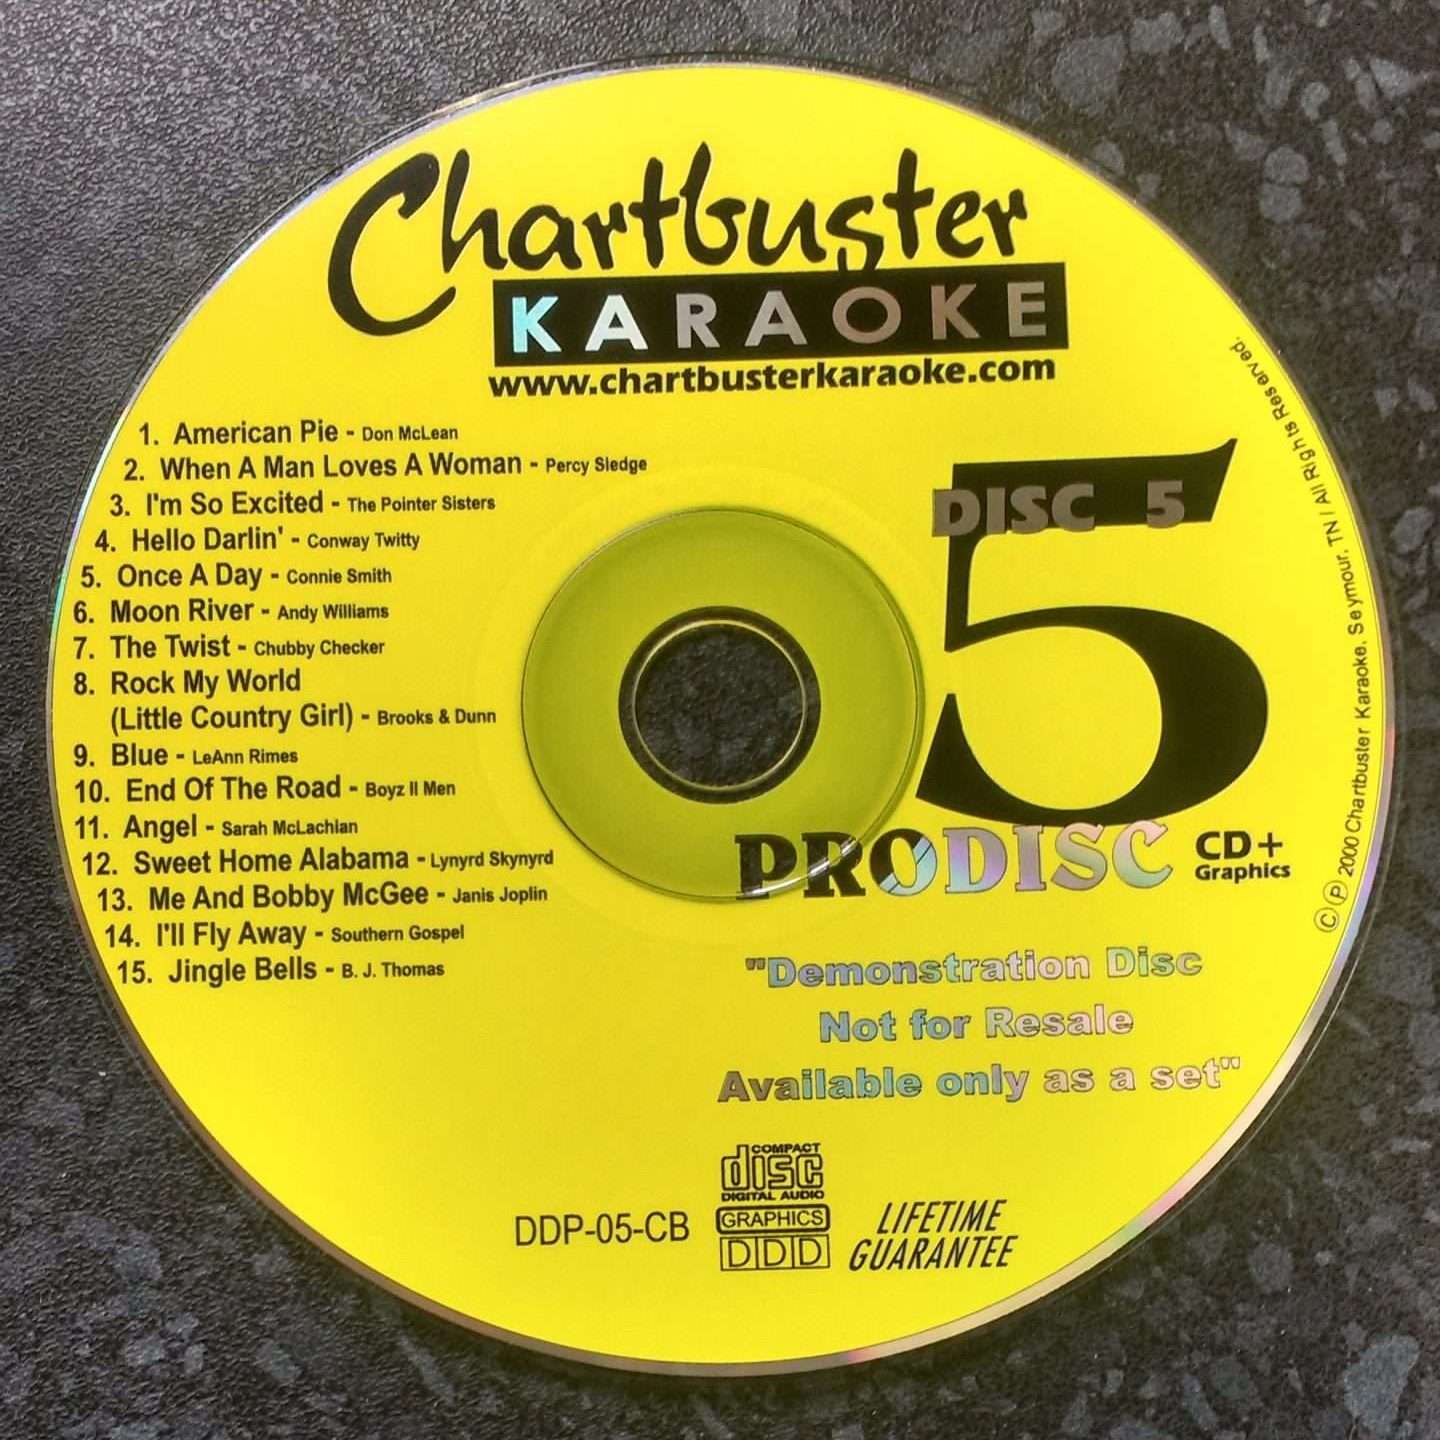 Chartbuster
KARAOKE
www.chartbusterkaraoke.com
1. American Pie - Don McLean
2. When A Man Loves A Woman - Percy Sledge
3. I'm So Excited - The Pointer Sisters
4. Hello Darlin' - Conway Twitty
5. Once A Day - Connie Smith
6. Moon River - Andy Williams
7. The Twist - Chubby Checker
8. Rock My World
(Little Country Girl) - Brooks & Dunn
9. Blue - LeAnn Rimes
10. End Of The Road - Boyz II Men
11. Angel - Sarah McLachlan
12. Sweet Home Alabama - Lynyrd Skynyrd
13. Me And Bobby McGee - Janis Joplin
14. I'll Fly Away - Southern Gospel
15. Jingle Bells - B. J. Thomas
DISC 5
5
PRODISC
CD+
Graphics
"Demonstration Disc
Not for Resale
Available only as a set"
DDP-05-CB
COMPACT
disc
DIGITAL AUDIO
GRAPHICS
DDD
LIFETIME
GUARANTEE
© ℗ 2000 Chartbuster Karaoke, Seymour, TN / All Rights Reserved.